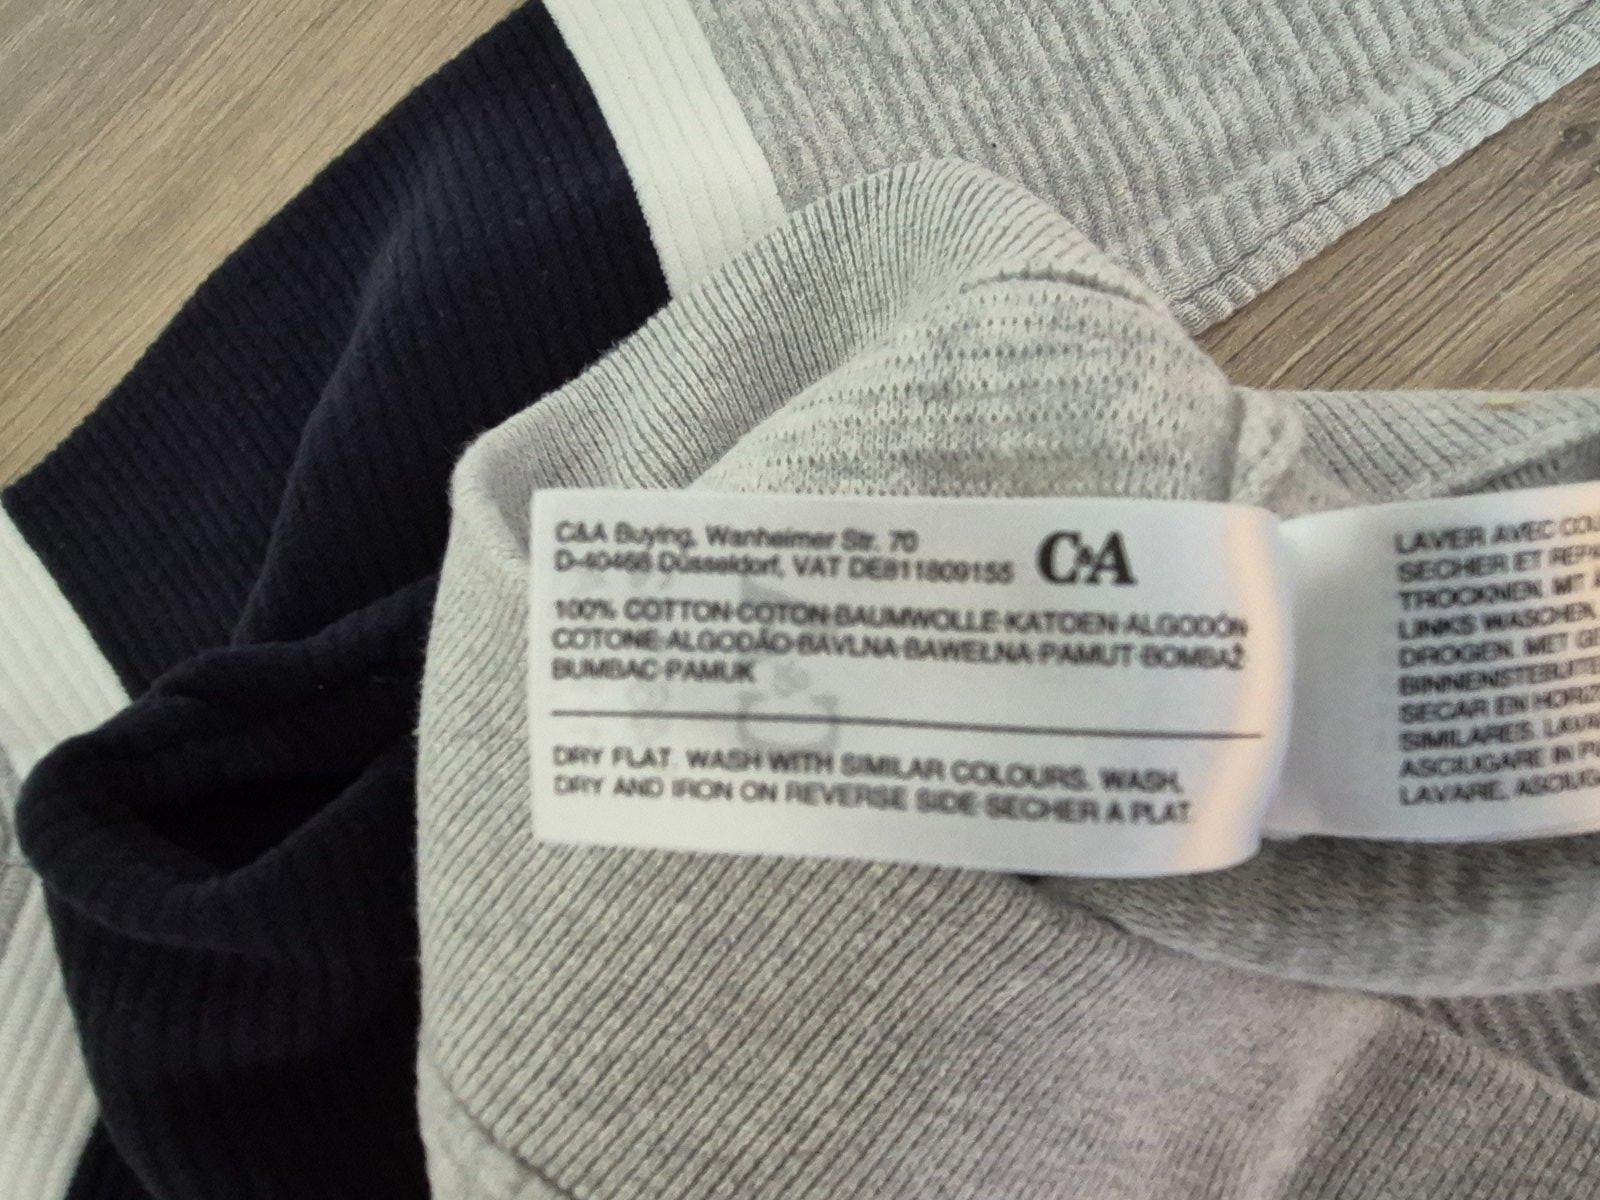 C&A Buying, Wanheimer Str. 70
D-40468 Düsseldorf, VAT DE811809155
C&A
100% COTTON·COTON·BAUMWOLLE·KATOEN·ALGODÓN
COTONE·ALGODÃO·BAVLNA·BAWEŁNA·PAMUT·BOMBAŽ·
BUMBAC·PAMUK
DRY FLAT. WASH WITH SIMILAR COLOURS. WASH,
DRY AND IRON ON REVERSE SIDE·SECHER A PLAT.
LAVER AVEC
SECHER ET
TROCKNEN. MIT
LINKS WASCHEN,
DROGEN. MET
SECAR EN
SIMILARES.
ASCIUGARE IN
LAVARE,